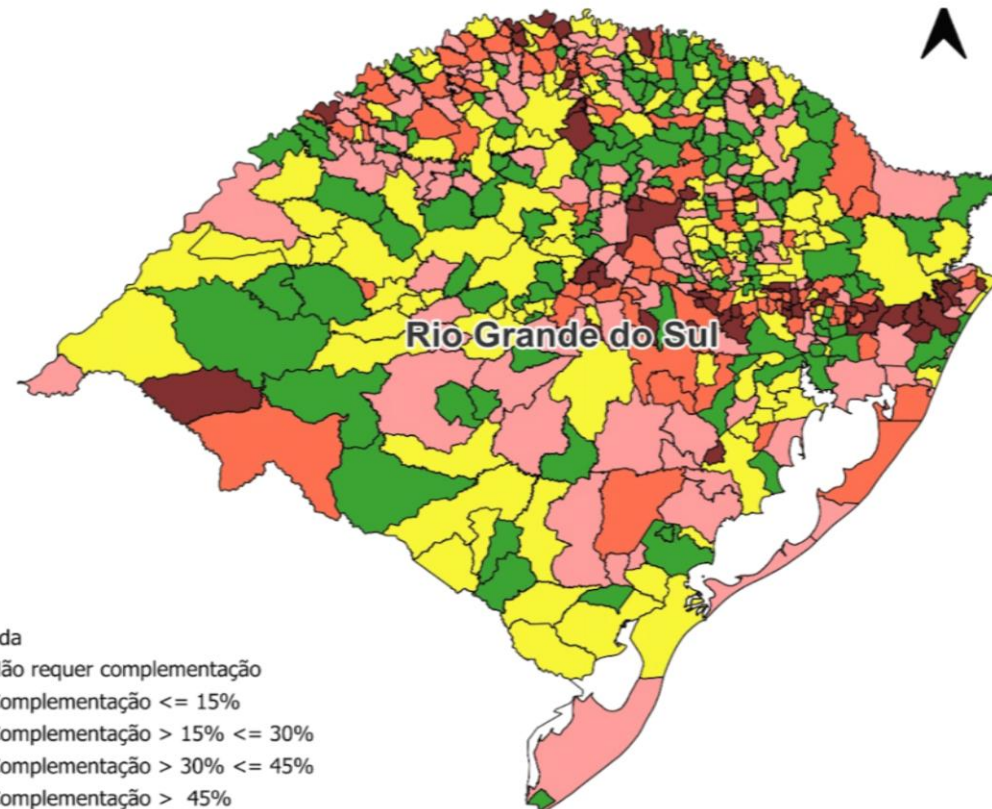 Rio Grande do Sul
da
ão requer complementação
omplementação <= 15%
omplementação > 15% <= 30%
omplementação > 30% <= 45%
omplementação > 45%